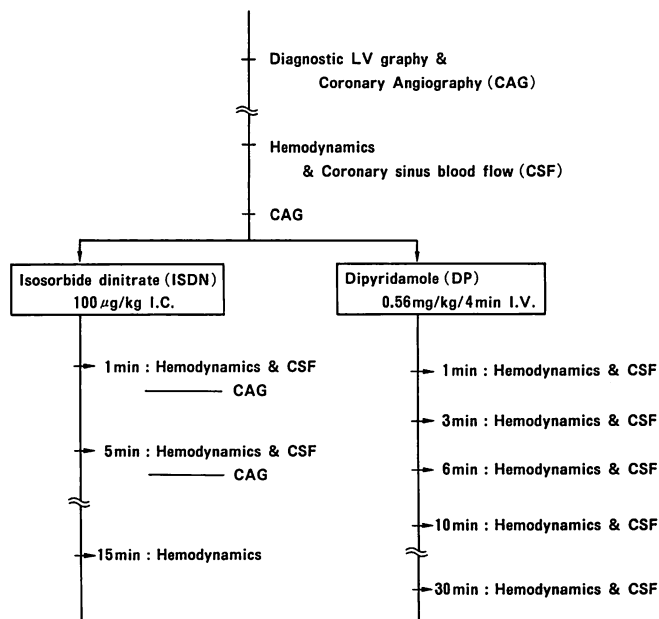 Diagnostic LV graphy &
Coronary Angiography (CAG)
Hemodynamics
& Coronary sinus blood flow (CSF)
CAG
Isosorbide dinitrate (ISDN)
100 μg/kg I.C.
1min : Hemodynamics & CSF
CAG
5min : Hemodynamics & CSF
CAG
15min : Hemodynamics
Dipyridamole (DP)
0.56mg/kg/4min I.V.
1min : Hemodynamics & CSF
3min : Hemodynamics & CSF
6min : Hemodynamics & CSF
10min : Hemodynamics & CSF
30min : Hemodynamics & CSF